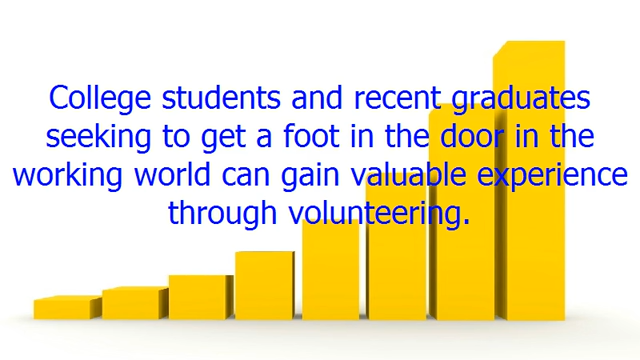 College students and recent graduates
seeking to get a foot in the door in the
working world can gain valuable experience
through volunteering.